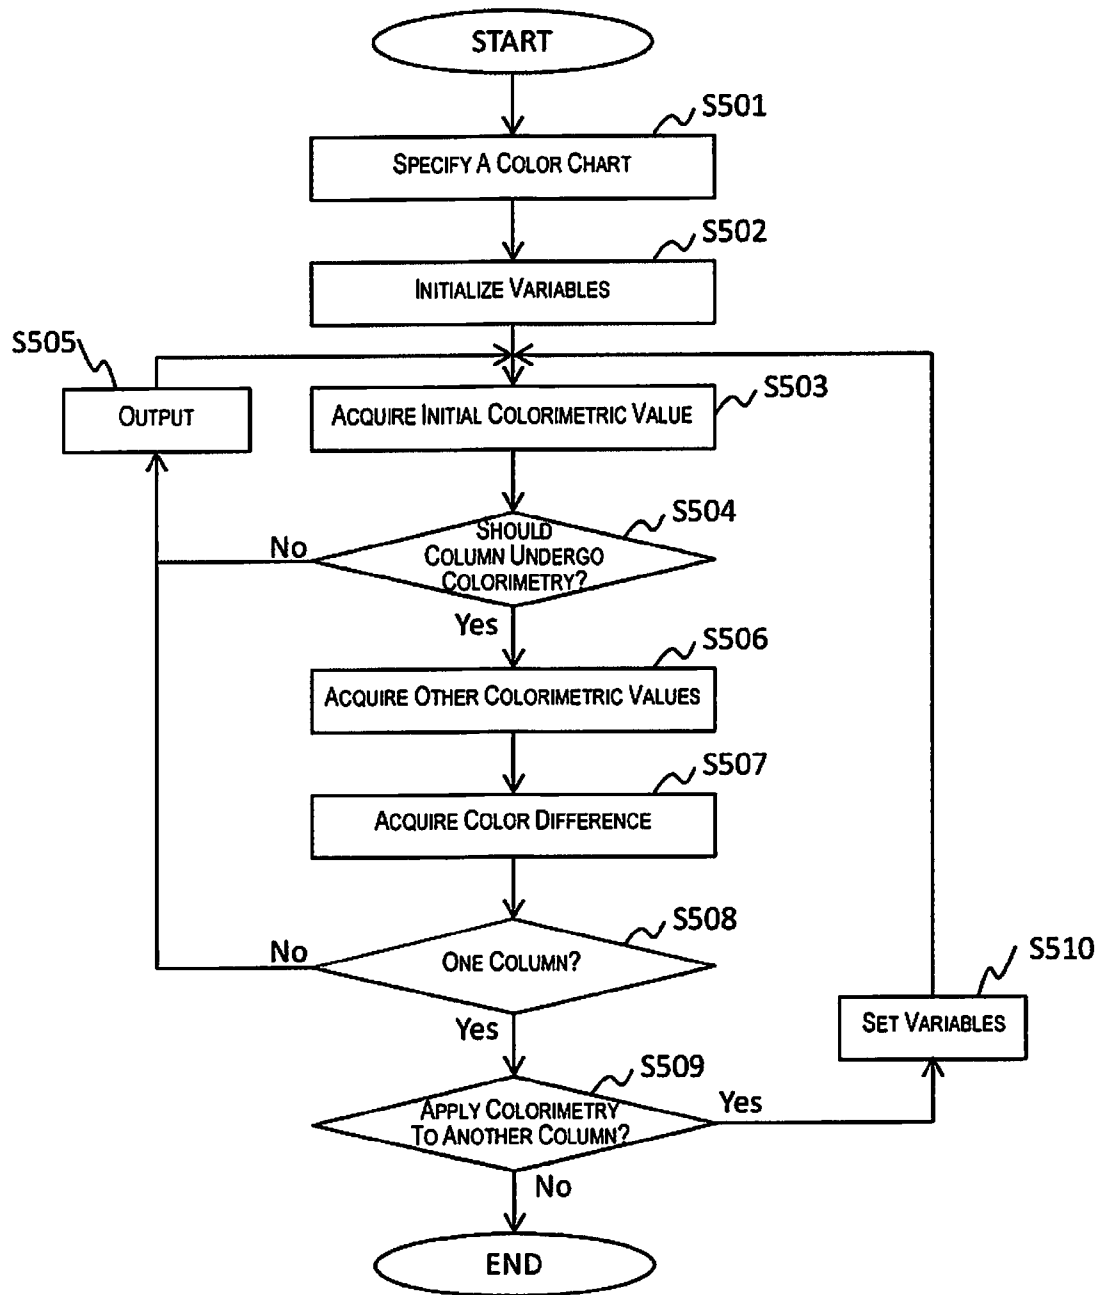 START
S501
SPECIFY A COLOR CHART
S502
INITIALIZE VARIABLES
S505
OUTPUT
S503
ACQUIRE INITIAL COLORIMETRIC VALUE
S504
SHOULD
COLUMN UNDERGO
COLORIMETRY?
No
Yes
S506
ACQUIRE OTHER COLORIMETRIC VALUES
S507
ACQUIRE COLOR DIFFERENCE
S508
ONE COLUMN?
No
Yes
S510
SET VARIABLES
S509
APPLY COLORIMETRY
TO ANOTHER COLUMN?
Yes
No
END